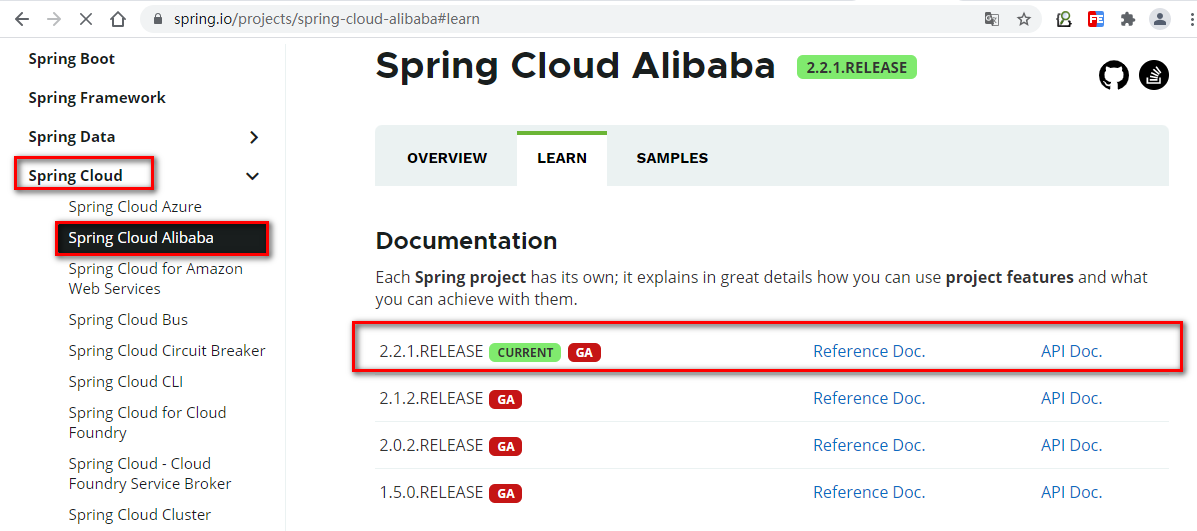 spring.io/projects/spring-cloud-alibaba#learn
Spring Boot
Spring Framework
Spring Data
Spring Cloud
Spring Cloud Azure
Spring Cloud Alibaba
Spring Cloud for Amazon
Web Services
Spring Cloud Bus
Spring Cloud Circuit Breaker
Spring Cloud CLI
Spring Cloud for Cloud
Foundry
Spring Cloud - Cloud
Foundry Service Broker
Spring Cloud Cluster
Spring Cloud Alibaba 2.2.1.RELEASE
OVERVIEW LEARN SAMPLES
Documentation
Each Spring project has its own; it explains in great details how you can use project features and what
you can achieve with them.
2.2.1.RELEASE CURRENT GA Reference Doc. API Doc.
2.1.2.RELEASE GA Reference Doc. API Doc.
2.0.2.RELEASE GA Reference Doc. API Doc.
1.5.0.RELEASE GA Reference Doc. API Doc.